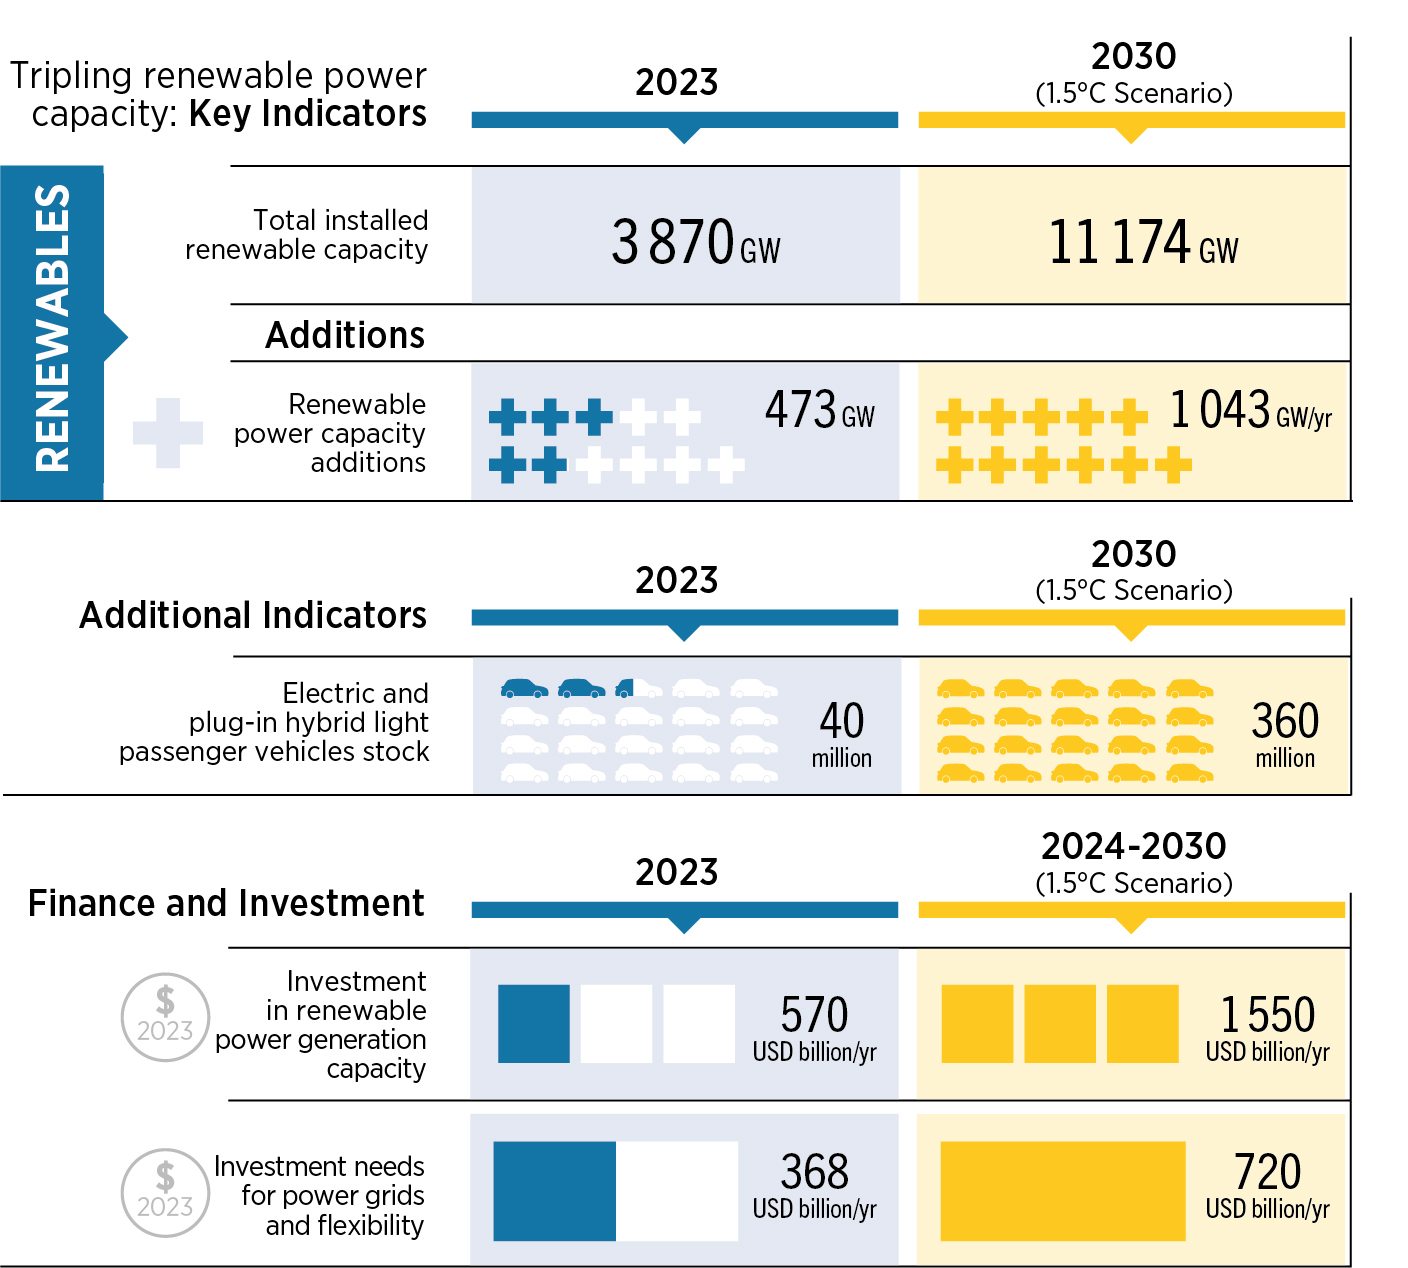 Tripling renewable power
capacity: Key Indicators
2023
2030
(1.5°C Scenario)
RENEWABLES
Total installed
renewable capacity
3 870 GW
11 174 GW
Additions
Renewable
power capacity
additions
473 GW
1 043 GW/yr
Additional Indicators
2023
2030
(1.5°C Scenario)
Electric and
plug-in hybrid light
passenger vehicles stock
40
million
360
million
Finance and Investment
2023
2024-2030
(1.5°C Scenario)
$
2023
Investment
in renewable
power generation
capacity
570
USD billion/yr
1 550
USD billion/yr
$
2023
Investment needs
for power grids
and flexibility
368
USD billion/yr
720
USD billion/yr